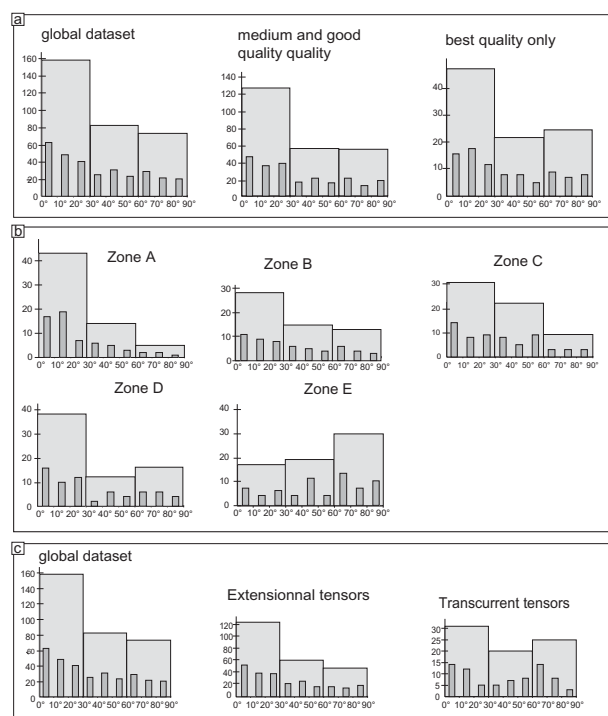 a
global dataset
160
140
120
100
80
60
40
20
0
0° 10° 20° 30° 40° 50° 60° 70° 80° 90°
medium and good
quality quality
140
120
100
80
60
40
20
0
0° 10° 20° 30° 40° 50° 60° 70° 80° 90°
best quality only
40
30
20
10
0
0° 10° 20° 30° 40° 50° 60° 70° 80° 90°
b
Zone A
40
30
20
10
0
0° 10° 20° 30° 40° 50° 60° 70° 80° 90°
Zone B
30
20
10
0
0° 10° 20° 30° 40° 50° 60° 70° 80° 90°
Zone C
30
20
10
0
0° 10° 20° 30° 40° 50° 60° 70° 80° 90°
Zone D
40
30
20
10
0
0° 10° 20° 30° 40° 50° 60° 70° 80° 90°
Zone E
40
30
20
10
0
0° 10° 20° 30° 40° 50° 60° 70° 80° 90°
c
global dataset
160
140
120
100
80
60
40
20
0
0° 10° 20° 30° 40° 50° 60° 70° 80° 90°
Extensionnal tensors
120
100
80
60
40
20
0
0° 10° 20° 30° 40° 50° 60° 70° 80° 90°
Transcurrent tensors
30
25
20
15
10
5
0
0° 10° 20° 30° 40° 50° 60° 70° 80° 90°